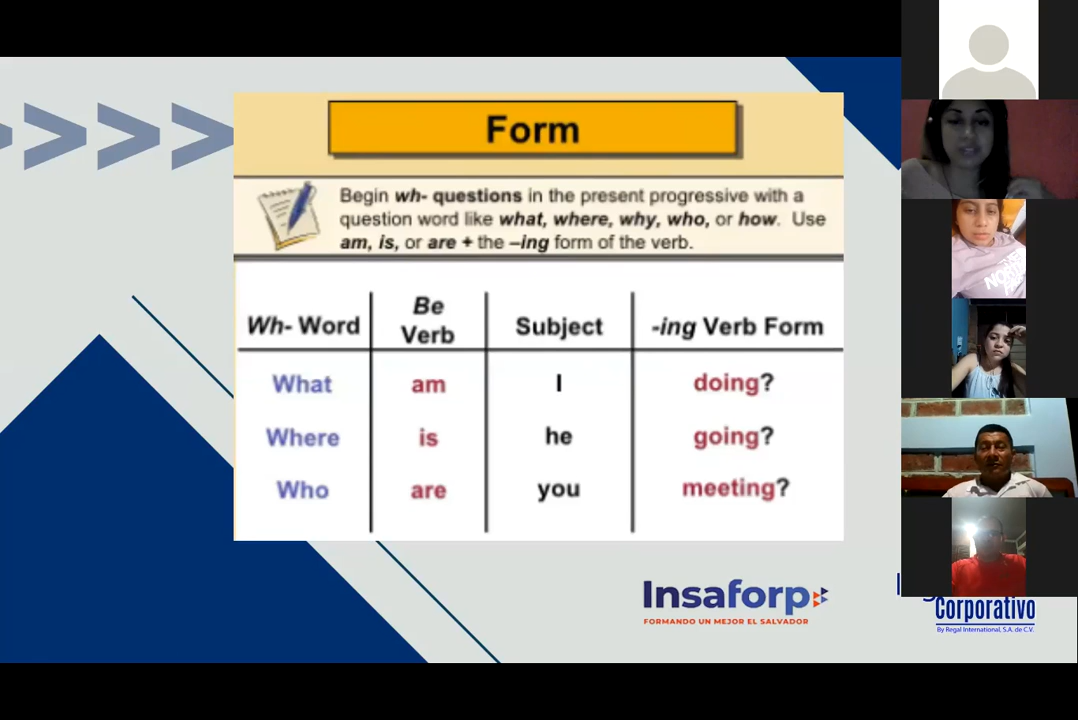 Form
Begin wh- questions in the present progressive with a
question word like what, where, why, who, or how. Use
am, is, or are + the –ing form of the verb.
Wh- Word Be Verb Subject -ing Verb Form
What am I doing?
Where is he going?
Who are you meeting?
Insaforp
FORMANDO UN MEJOR EL SALVADOR
Corporativo
By Regal International, S.A. de C.V.